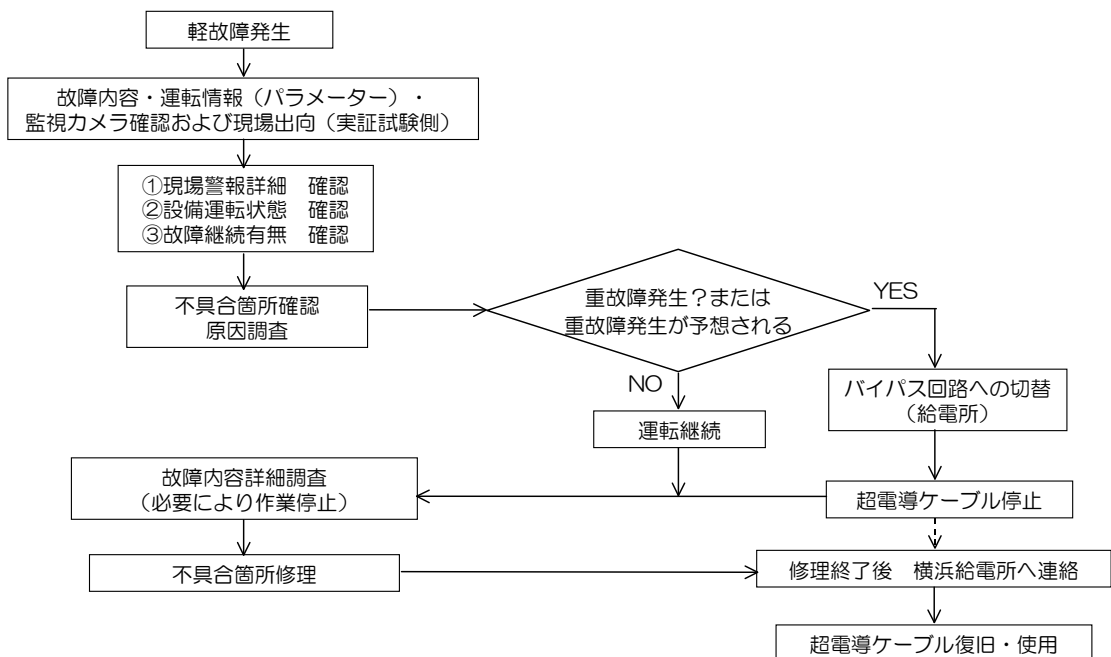 軽故障発生
故障内容・運転情報（パラメーター）・
監視カメラ確認および現場出向（実証試験側）
①現場警報詳細　確認
②設備運転状態　確認
③故障継続有無　確認
不具合箇所確認
原因調査
重故障発生？または
重故障発生が予想される
YES
NO
バイパス回路への切替
（給電所）
運転継続
故障内容詳細調査
（必要により作業停止）
超電導ケーブル停止
不具合箇所修理
修理終了後　横浜給電所へ連絡
超電導ケーブル復旧・使用